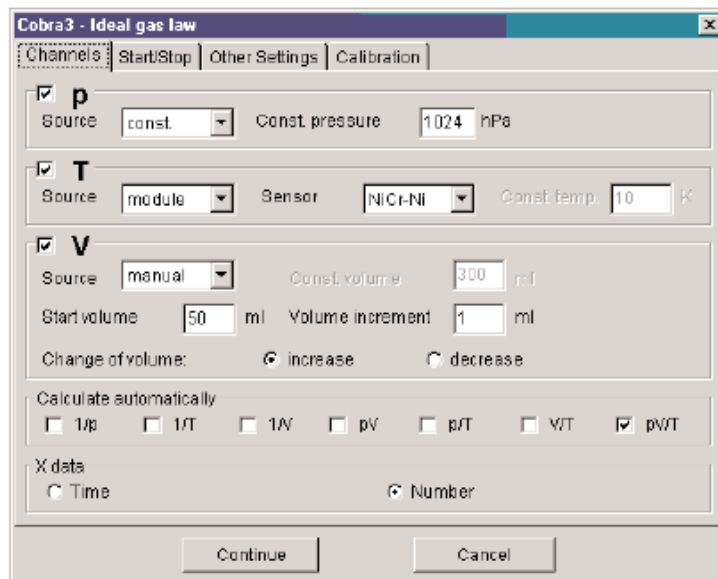 Cobra3 - Ideal gas law
Channels Start/Stop Other Settings Calibration
p
Source const. Const. pressure 1024 hPa
T
Source module Sensor NiCr-Ni Const. temp. 10 K
V
Source manual Const. volume 300 ml
Start volume 50 ml Volume increment 1 ml
Change of volume: increase decrease
Calculate automatically
1/p 1/T 1/V pV p/T V/T pV/T
X data
Time Number
Continue Cancel